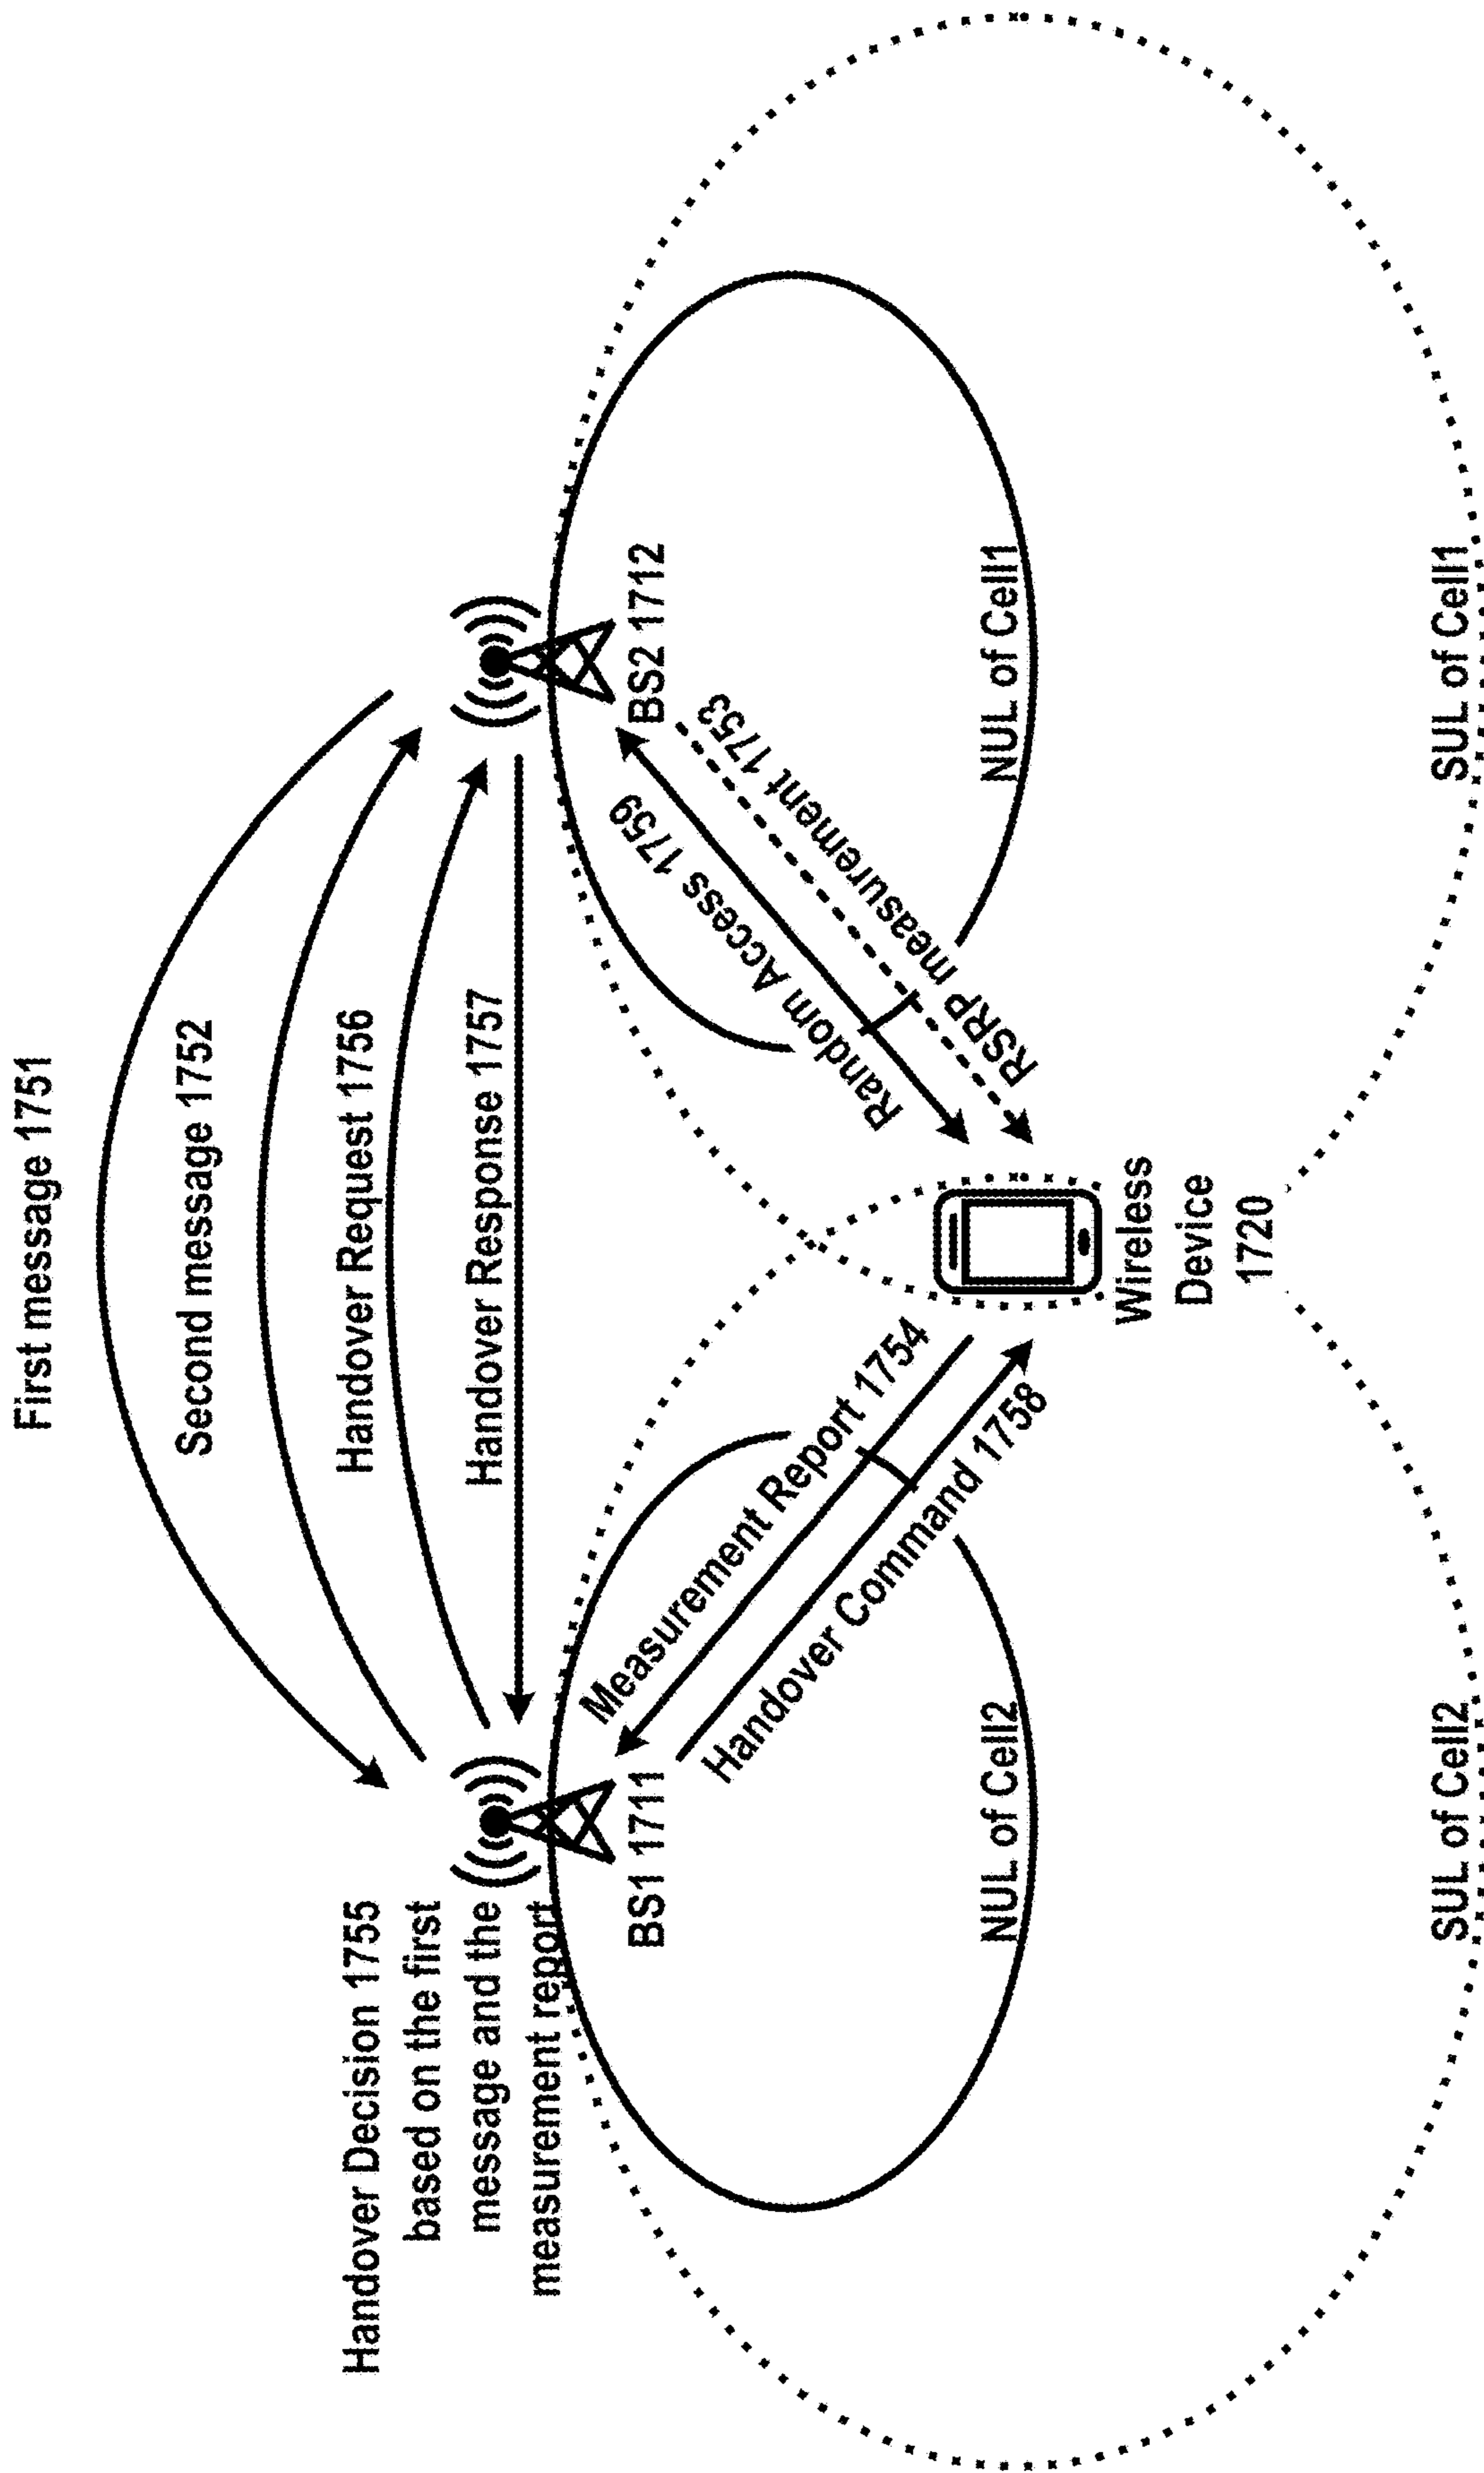 First message 1751
Second message 1752
Handover Request 1756
Handover Response 1757
Handover Decision 1755
based on the first
message and the
measurement report
BS1 1711
BS2 1712
Measurement Report 1754
Handover Command 1758
Random Access 1759
RSRP measurement 1753
Wireless
Device
1720
NUL of Cell2
NUL of Cell1
SUL of Cell2
SUL of Cell1